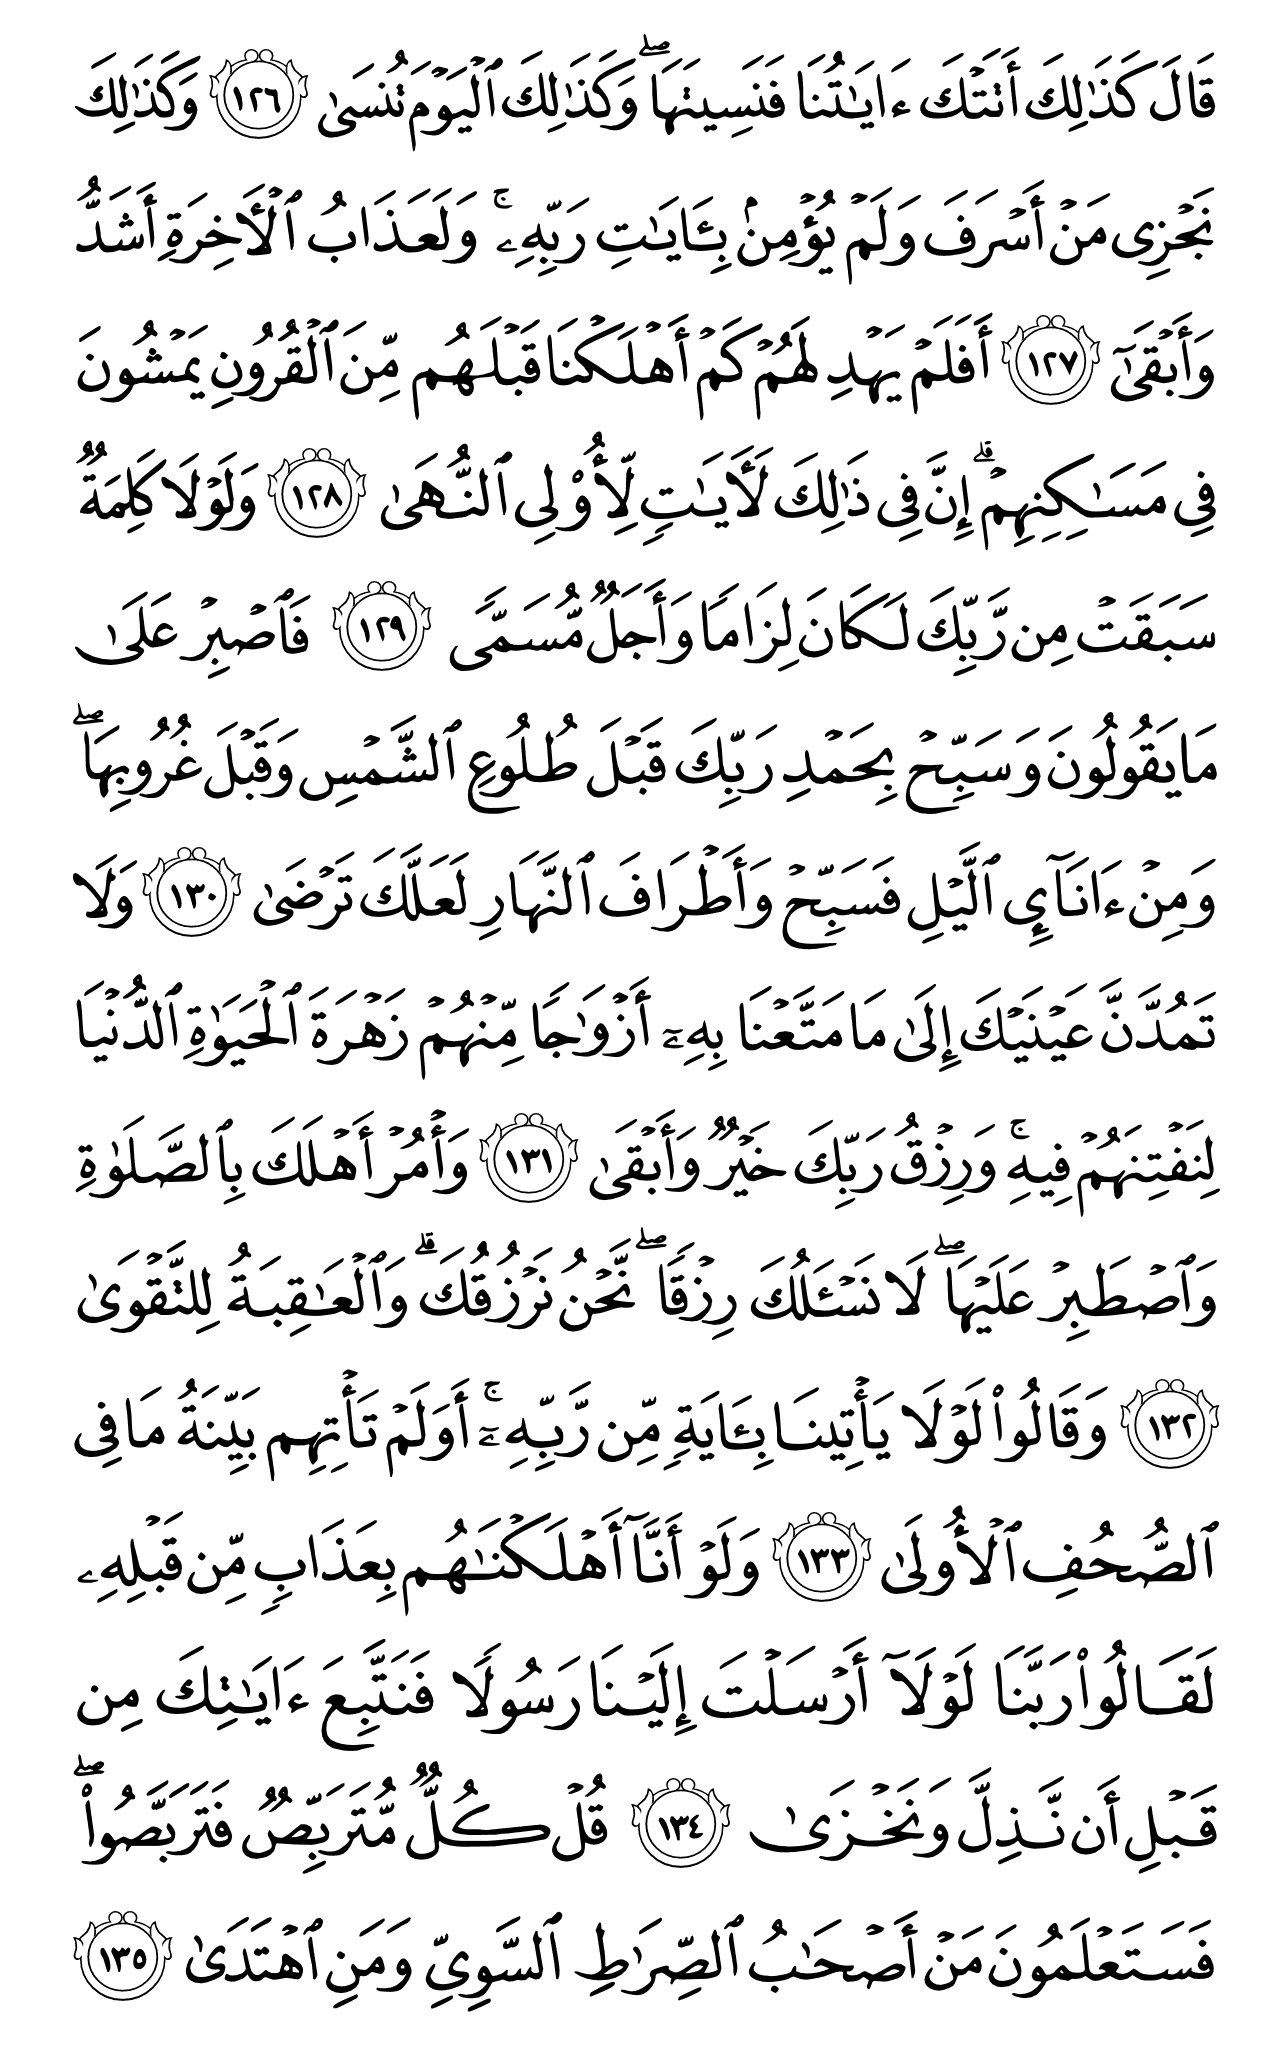 قَالَ كَذَٰلِكَ أَتَتۡكَ ءَايَٰتُنَا فَنَسِيتَهَاۖ وَكَذَٰلِكَ ٱلۡيَوۡمَ تُنسَىٰ ١٢٦ وَكَذَٰلِكَ
نَجۡزِي مَنۡ أَسۡرَفَ وَلَمۡ يُؤۡمِنۢ بِـَٔايَٰتِ رَبِّهِۦۚ وَلَعَذَابُ ٱلۡأٓخِرَةِ أَشَدُّ
وَأَبۡقَىٰٓ ١٢٧ أَفَلَمۡ يَهۡدِ لَهُمۡ كَمۡ أَهۡلَكۡنَا قَبۡلَهُم مِّنَ ٱلۡقُرُونِ يَمۡشُونَ
فِي مَسَٰكِنِهِمۡۚ إِنَّ فِي ذَٰلِكَ لَأٓيَٰتٖ لِّأُوْلِي ٱلنُّهَىٰ ١٢٨ وَلَوۡلَا كَلِمَةٞ
سَبَقَتۡ مِن رَّبِّكَ لَكَانَ لِزَامٗا وَأَجَلٞ مُّسَمّٗى ١٢٩ فَٱصۡبِرۡ عَلَىٰ
مَا يَقُولُونَ وَسَبِّحۡ بِحَمۡدِ رَبِّكَ قَبۡلَ طُلُوعِ ٱلشَّمۡسِ وَقَبۡلَ غُرُوبِهَاۖ
وَمِنۡ ءَانَآيِٕ ٱلَّيۡلِ فَسَبِّحۡ وَأَطۡرَافَ ٱلنَّهَارِ لَعَلَّكَ تَرۡضَىٰ ١٣٠ وَلَا
تَمُدَّنَّ عَيۡنَيۡكَ إِلَىٰ مَا مَتَّعۡنَا بِهِۦٓ أَزۡوَٰجٗا مِّنۡهُمۡ زَهۡرَةَ ٱلۡحَيَوٰةِ ٱلدُّنۡيَا
لِنَفۡتِنَهُمۡ فِيهِۚ وَرِزۡقُ رَبِّكَ خَيۡرٞ وَأَبۡقَىٰ ١٣١ وَأۡمُرۡ أَهۡلَكَ بِٱلصَّلَوٰةِ
وَٱصۡطَبِرۡ عَلَيۡهَاۖ لَا نَسۡـَٔلُكَ رِزۡقٗاۖ نَّحۡنُ نَرۡزُقُكَۗ وَٱلۡعَٰقِبَةُ لِلتَّقۡوَىٰ
١٣٢ وَقَالُواْ لَوۡلَا يَأۡتِينَا بِـَٔايَةٖ مِّن رَّبِّهِۦٓۚ أَوَلَمۡ تَأۡتِهِم بَيِّنَةُ مَا فِي
ٱلصُّحُفِ ٱلۡأُولَىٰ ١٣٣ وَلَوۡ أَنَّآ أَهۡلَكۡنَٰهُم بِعَذَابٖ مِّن قَبۡلِهِۦ
لَقَالُواْ رَبَّنَا لَوۡلَآ أَرۡسَلۡتَ إِلَيۡنَا رَسُولٗا فَنَتَّبِعَ ءَايَٰتِكَ مِن
قَبۡلِ أَن نَّذِلَّ وَنَخۡزَىٰ ١٣٤ قُلۡ كُلّٞ مُّتَرَبِّصٞ فَتَرَبَّصُواْۖ
فَسَتَعۡلَمُونَ مَنۡ أَصۡحَٰبُ ٱلصِّرَٰطِ ٱلسَّوِيِّ وَمَنِ ٱهۡتَدَىٰ ١٣٥